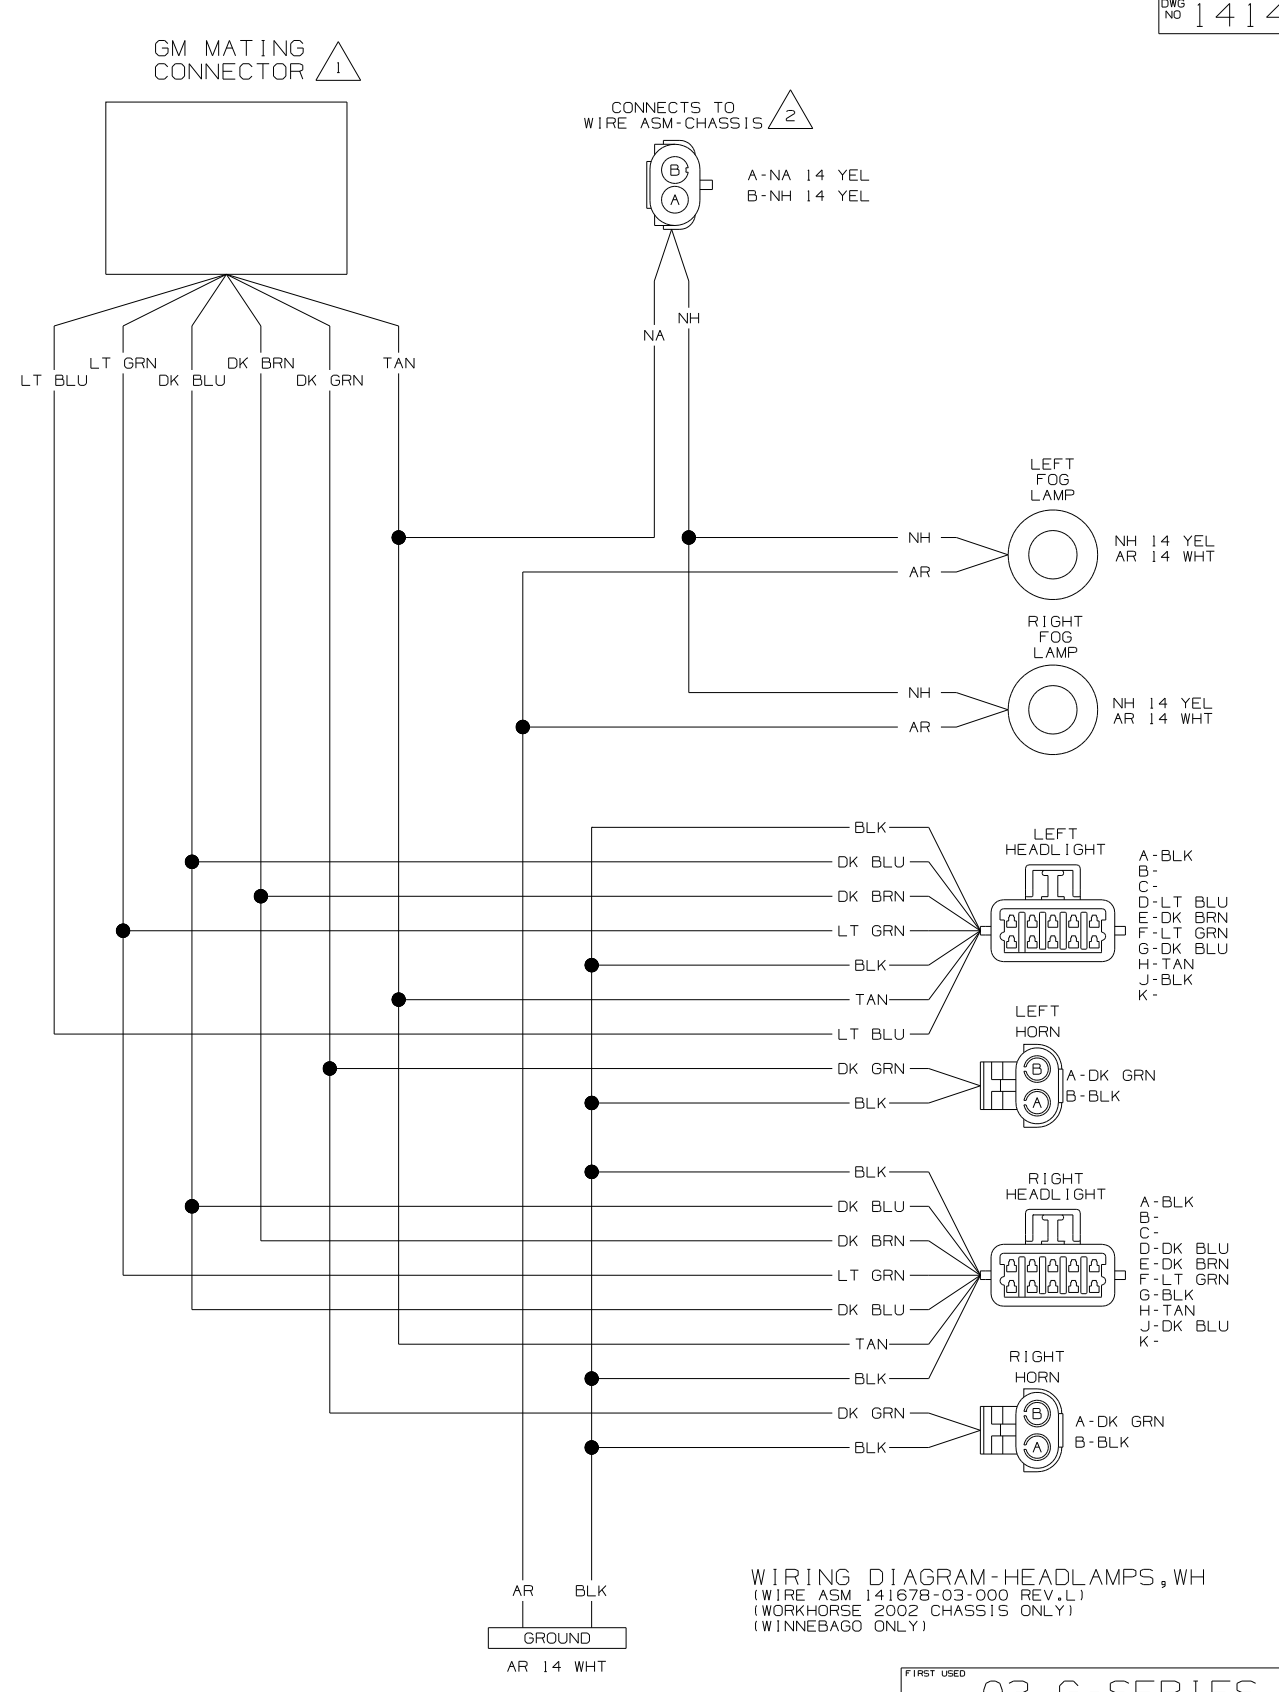 DWG
NO 1414
GM MATING
CONNECTOR 1
CONNECTS TO
WIRE ASM-CHASSIS 2
B
A
A-NA 14 YEL
B-NH 14 YEL
NH
NA
LT GRN
DK BRN
TAN
LT BLU
DK BLU
DK GRN
LEFT
FOG
LAMP
NH
AR
NH 14 YEL
AR 14 WHT
RIGHT
FOG
LAMP
NH
AR
NH 14 YEL
AR 14 WHT
BLK
DK BLU
DK BRN
LT GRN
BLK
TAN
LT BLU
LEFT
HEADLIGHT
A-BLK
B-
C-
D-LT BLU
E-DK BRN
F-LT GRN
G-DK BLU
H-TAN
J-BLK
K-
LEFT
HORN
DK GRN
BLK
B
A
A-DK GRN
B-BLK
BLK
DK BLU
DK BRN
LT GRN
DK BLU
TAN
BLK
RIGHT
HEADLIGHT
A-BLK
B-
C-
D-DK BLU
E-DK BRN
F-LT GRN
G-BLK
H-TAN
J-DK BLU
K-
RIGHT
HORN
DK GRN
BLK
B
A
A-DK GRN
B-BLK
AR
BLK
GROUND
AR 14 WHT
WIRING DIAGRAM-HEADLAMPS,WH
(WIRE ASM 141678-03-000 REV.L)
(WORKHORSE 2002 CHASSIS ONLY)
(WINNEBAGO ONLY)
FIRST USED